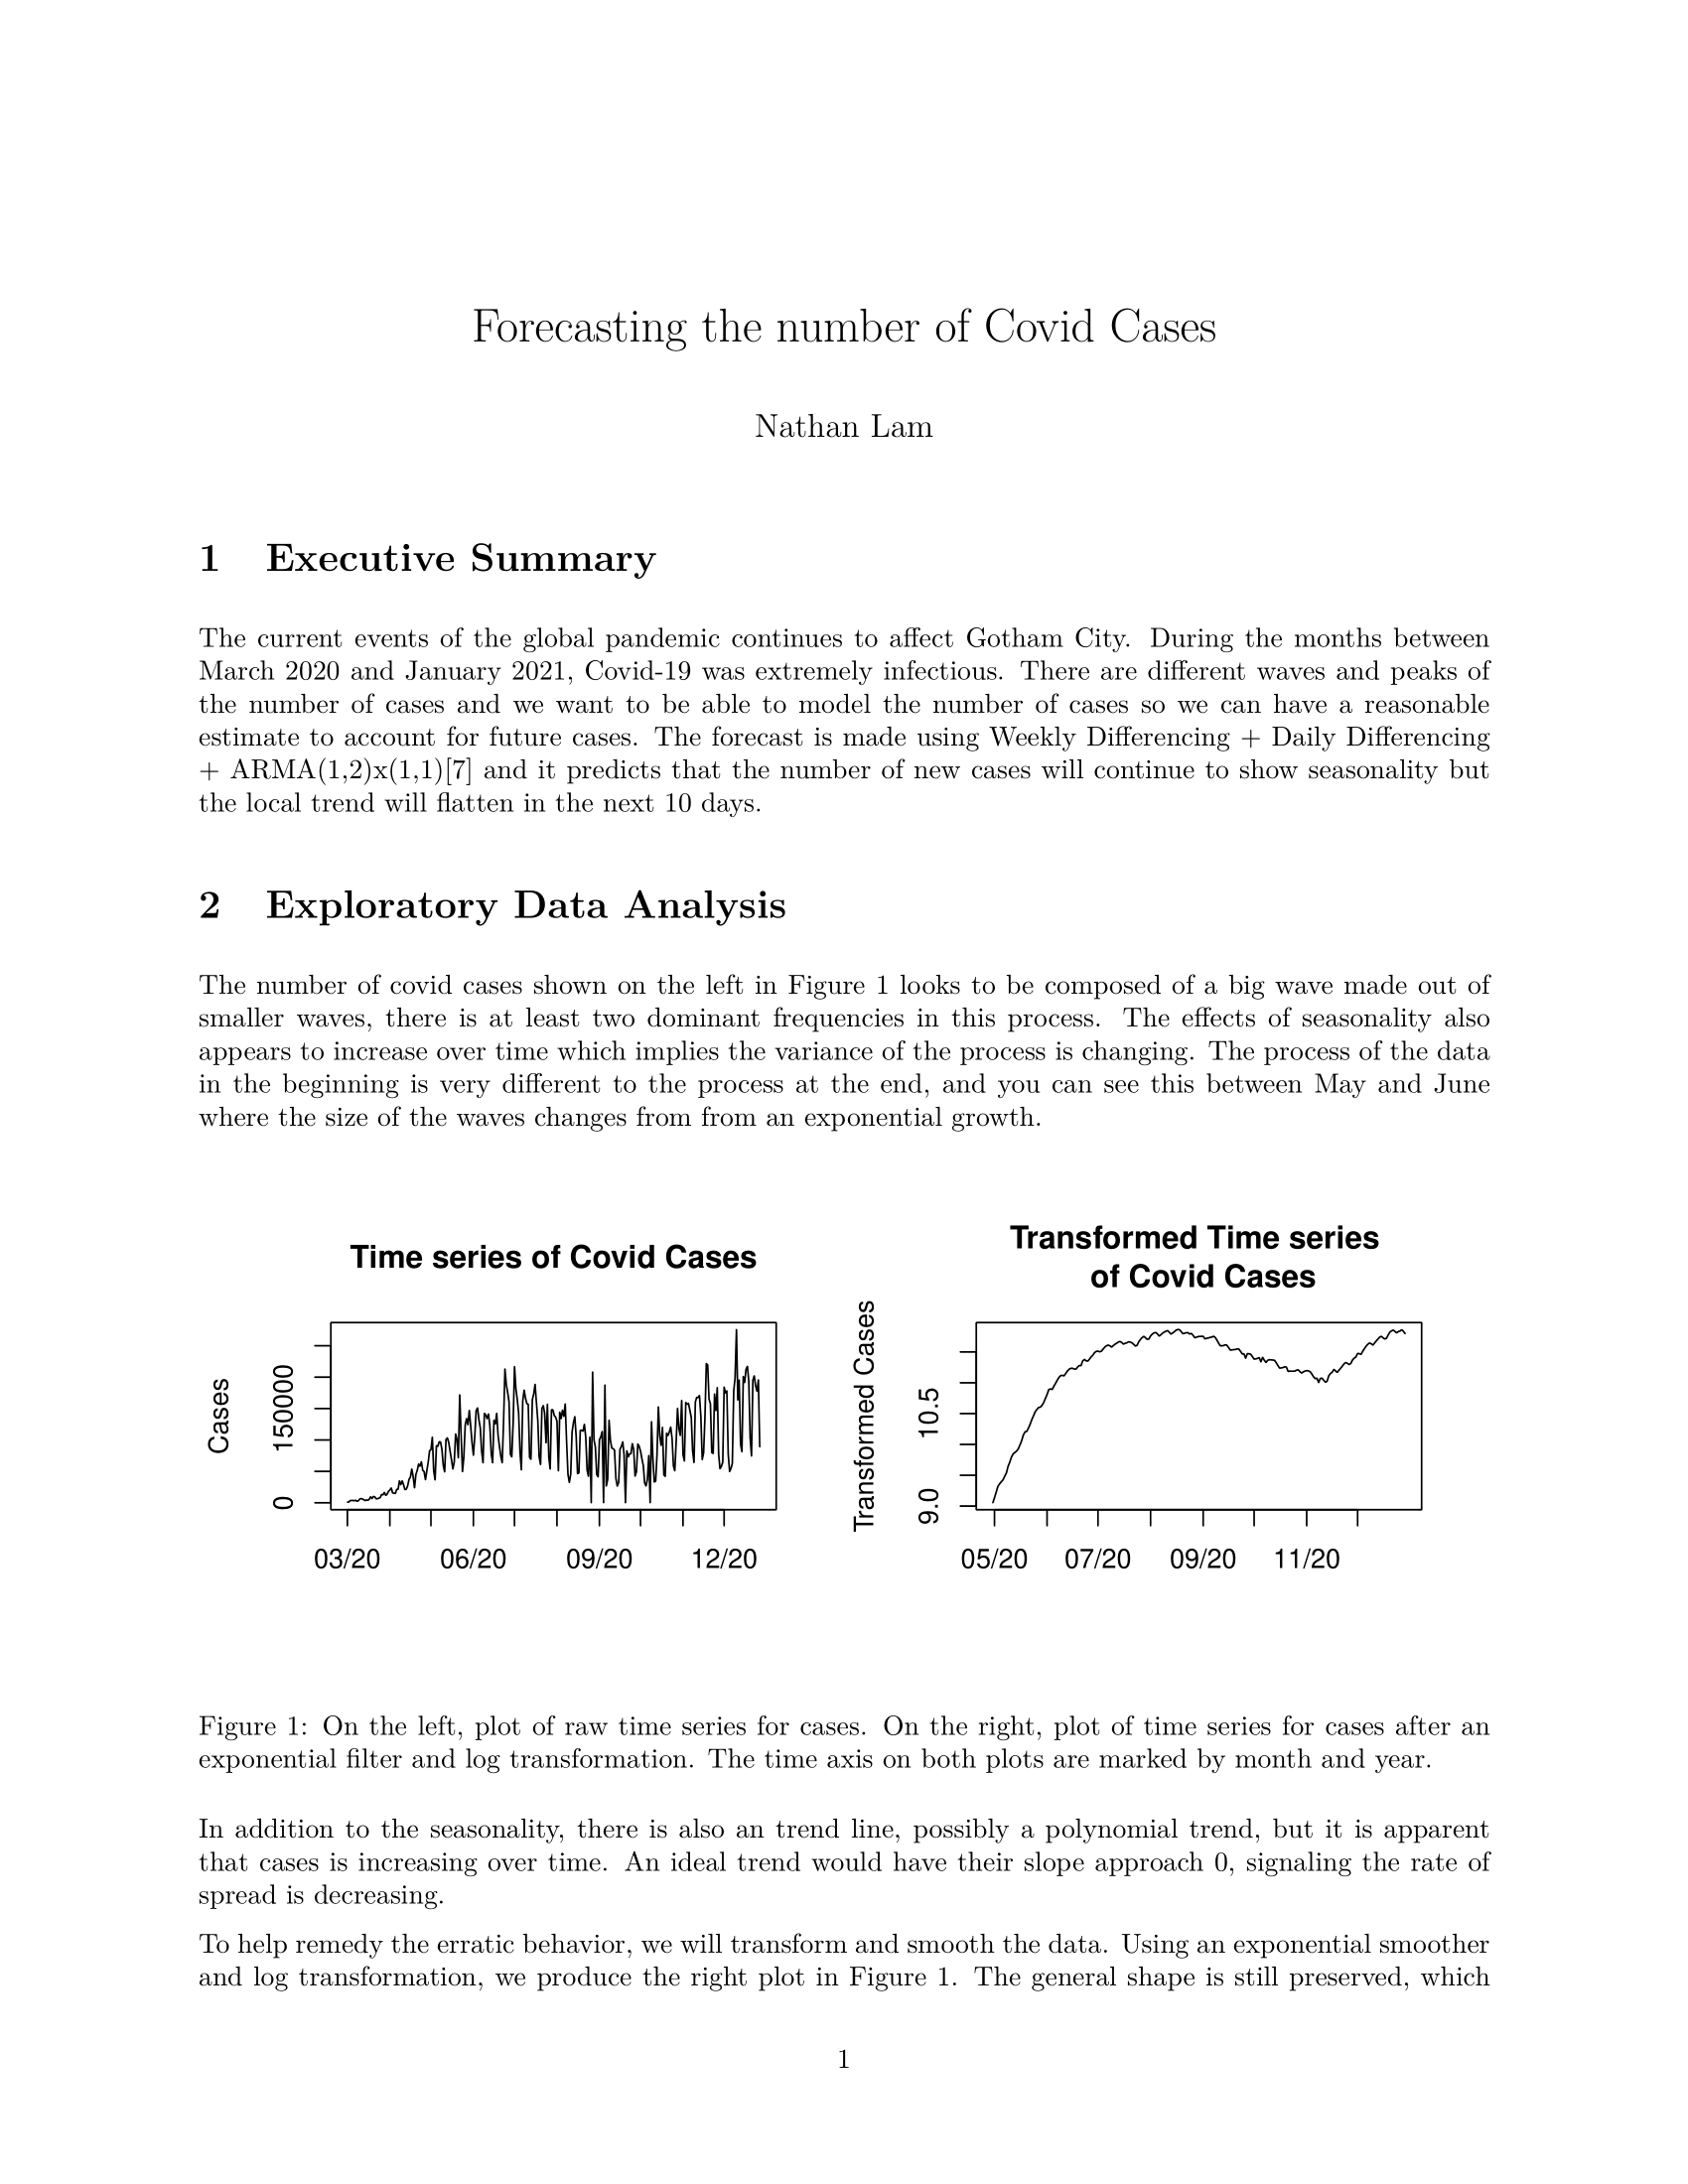 Forecasting the number of Covid Cases
Nathan Lam
1 Executive Summary
The current events of the global pandemic continues to affect Gotham City. During the months between
March 2020 and January 2021, Covid-19 was extremely infectious. There are different waves and peaks of
the number of cases and we want to be able to model the number of cases so we can have a reasonable
estimate to account for future cases. The forecast is made using Weekly Differencing + Daily Differencing
+ ARMA(1,2)x(1,1)[7] and it predicts that the number of new cases will continue to show seasonality but
the local trend will flatten in the next 10 days.
2 Exploratory Data Analysis
The number of covid cases shown on the left in Figure 1 looks to be composed of a big wave made out of
smaller waves, there is at least two dominant frequencies in this process. The effects of seasonality also
appears to increase over time which implies the variance of the process is changing. The process of the data
in the beginning is very different to the process at the end, and you can see this between May and June
where the size of the waves changes from from an exponential growth.
Time series of Covid Cases
Cases
150000
0
03/20 06/20 09/20 12/20
Transformed Time series
of Covid Cases
Transformed Cases
10.5
9.0
05/20 07/20 09/20 11/20
Figure 1: On the left, plot of raw time series for cases. On the right, plot of time series for cases after an
exponential filter and log transformation. The time axis on both plots are marked by month and year.
In addition to the seasonality, there is also an trend line, possibly a polynomial trend, but it is apparent
that cases is increasing over time. An ideal trend would have their slope approach 0, signaling the rate of
spread is decreasing.
To help remedy the erratic behavior, we will transform and smooth the data. Using an exponential smoother
and log transformation, we produce the right plot in Figure 1. The general shape is still preserved, which
1